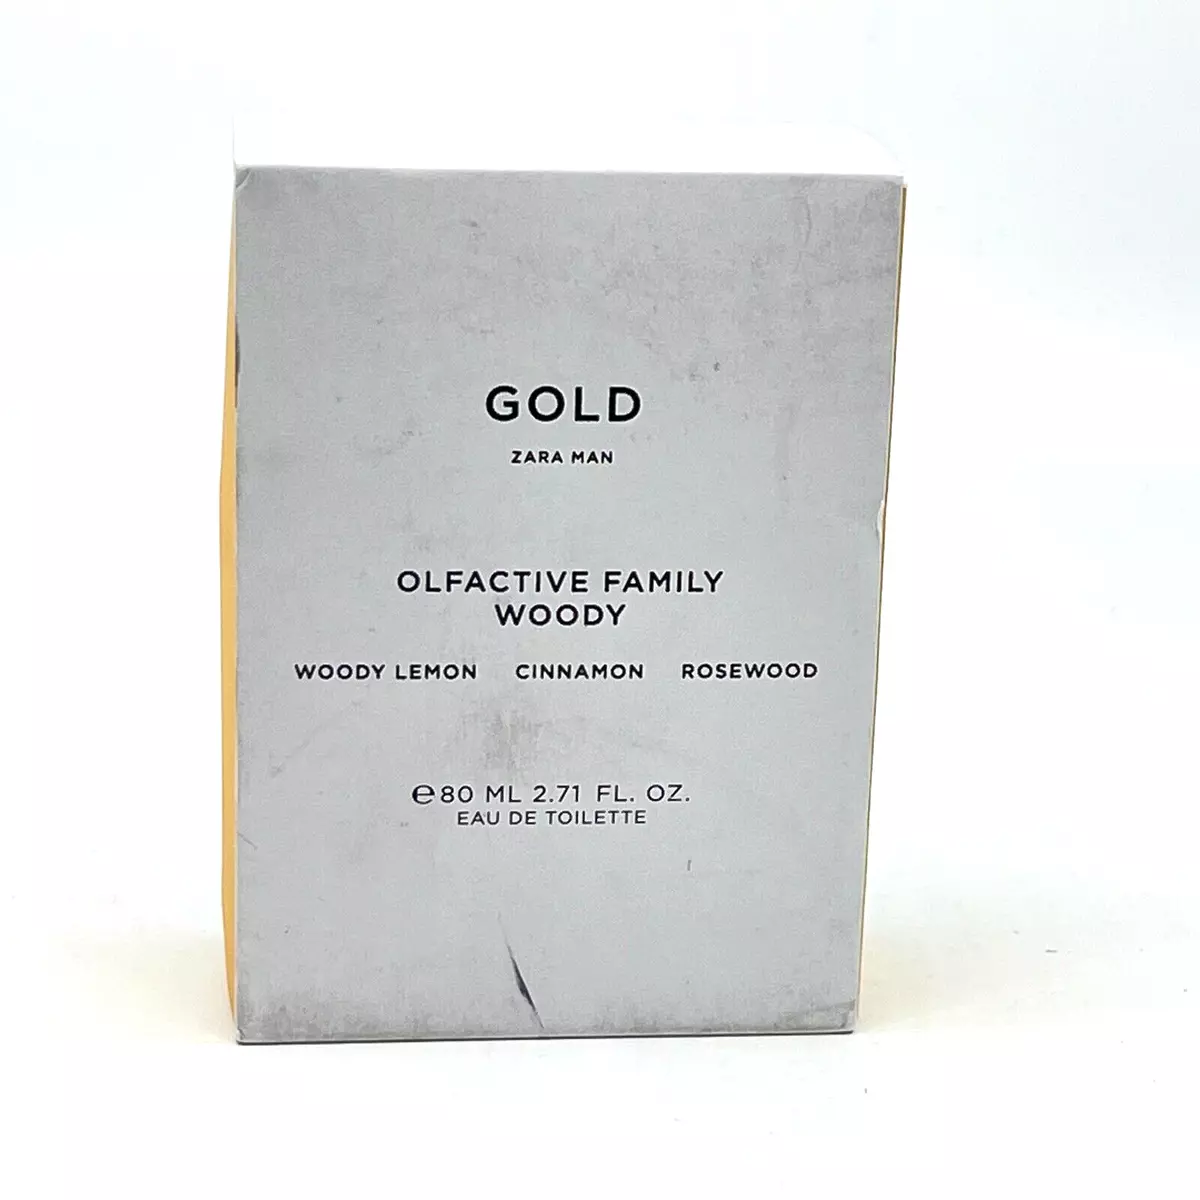 GOLD
ZARA MAN
OLFACTIVE FAMILY
WOODY
WOODY LEMON CINNAMON ROSEWOOD
℮80 ML 2.71 FL. OZ.
EAU DE TOILETTE